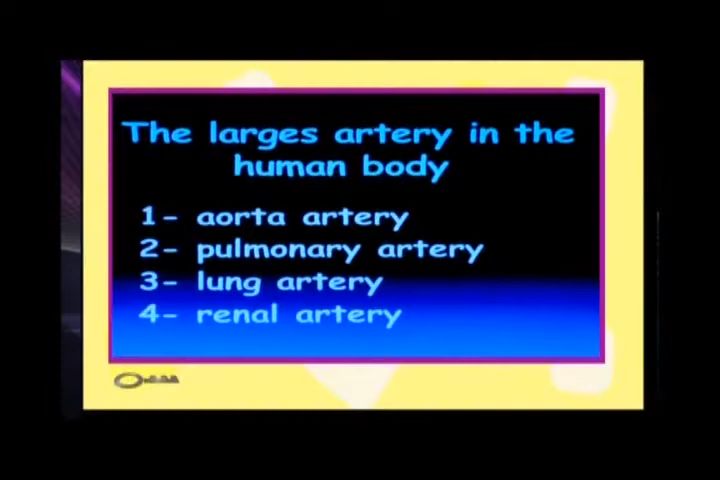 The larges artery in the
human body
1- aorta artery
2- pulmonary artery
3- lung artery
4- renal artery